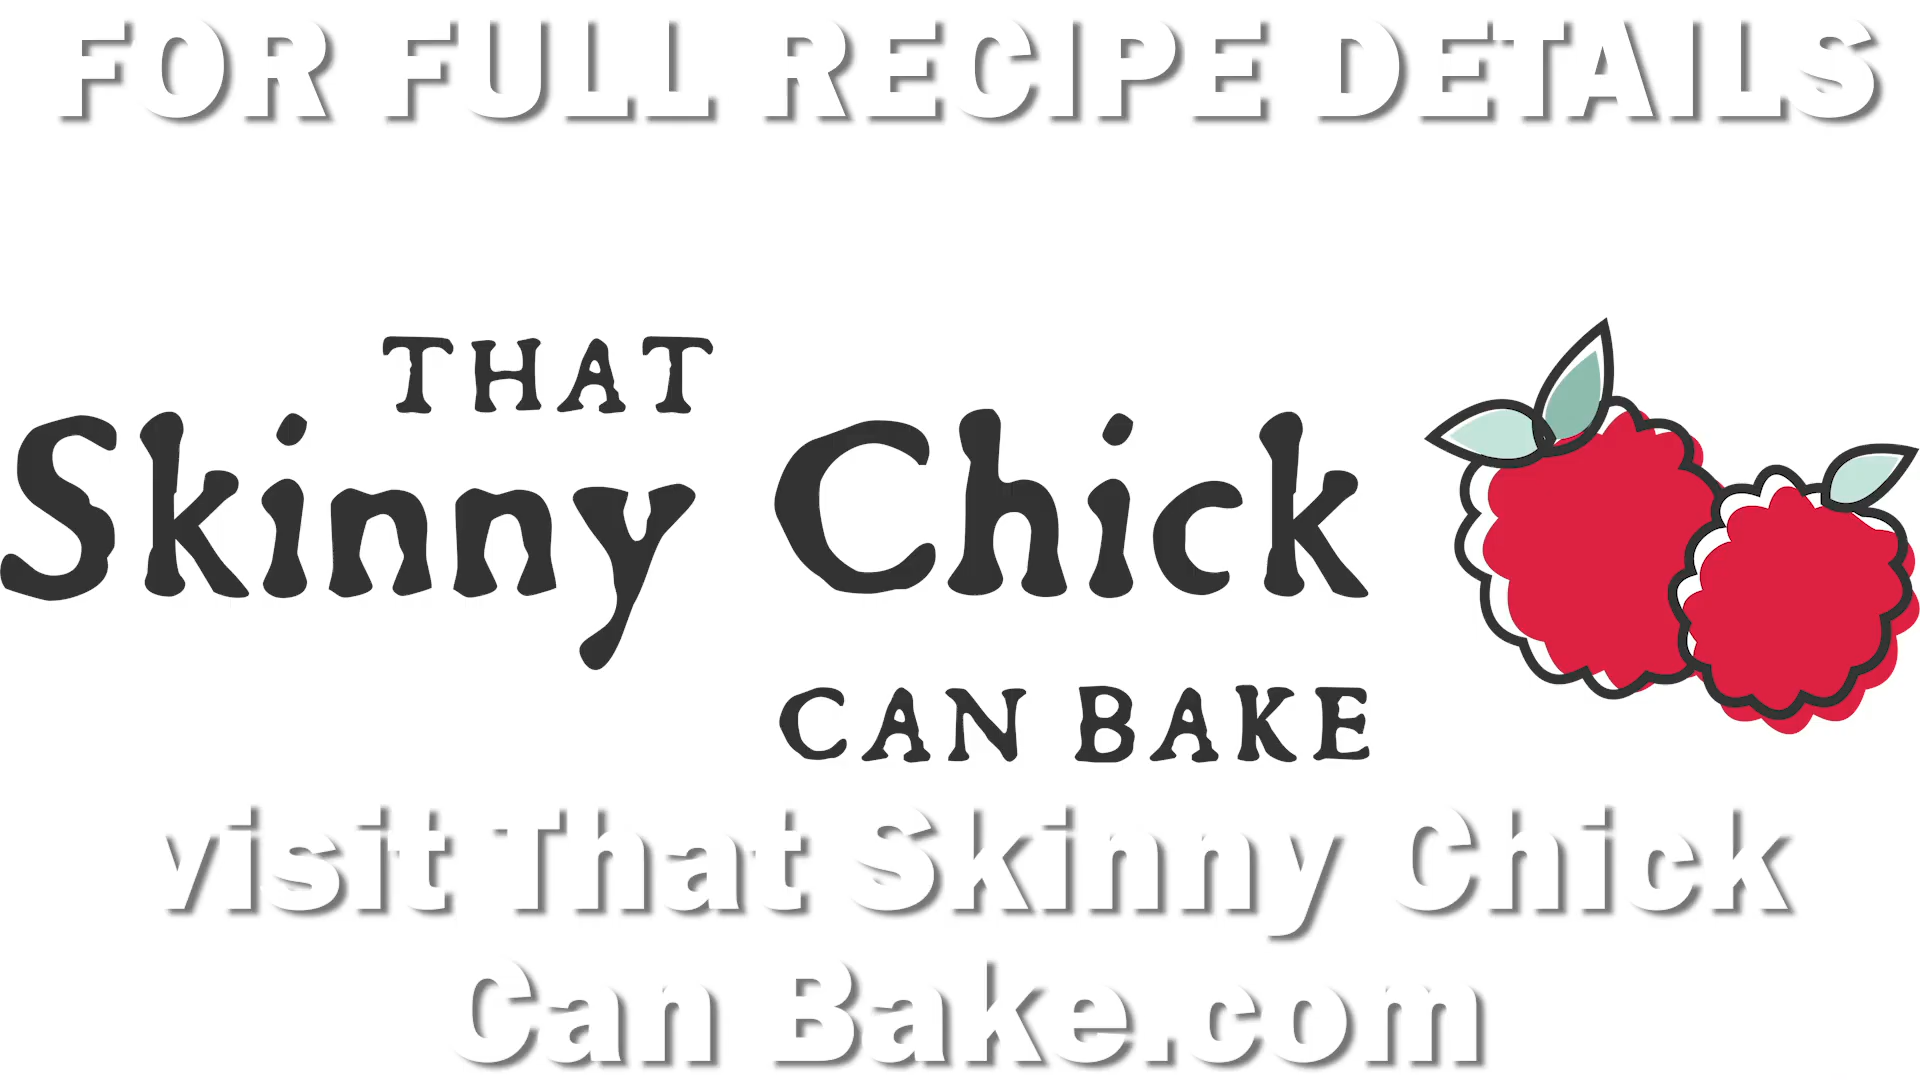 FOR FULL RECIPE DETAILS
THAT
Skinny Chick
CAN BAKE
visit That Skinny Chick
Can Bake.com